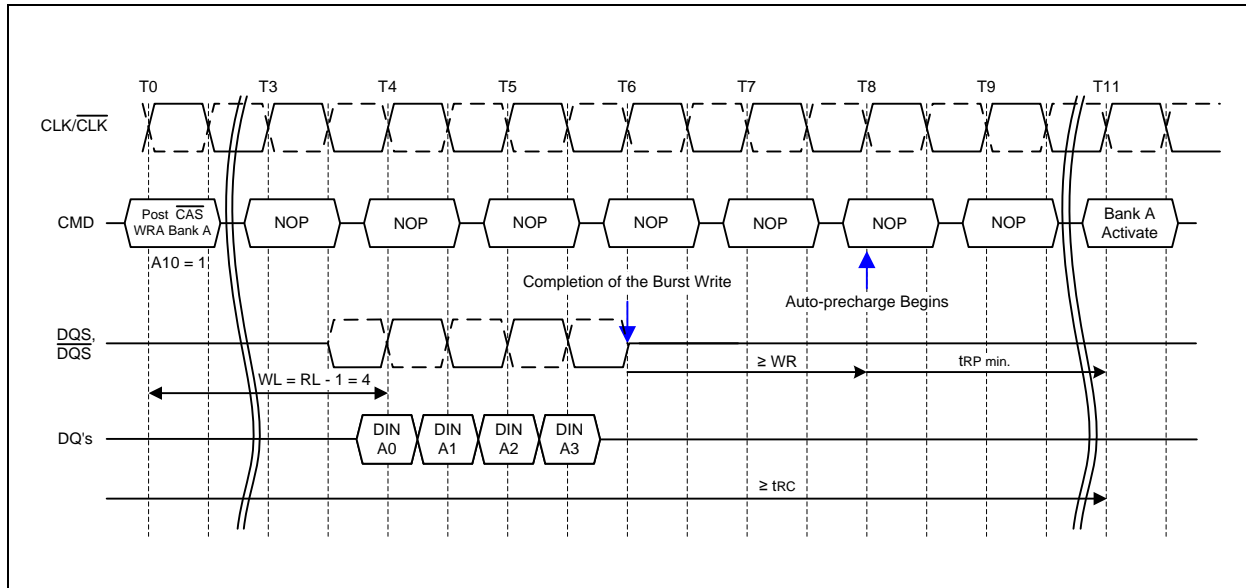 T0 T3 T4 T5 T6 T7 T8 T9 T11
CLK/CLK
CMD
Post CAS
WRA Bank A
NOP NOP NOP NOP NOP NOP NOP
Bank A
Activate
A10 = 1
Completion of the Burst Write
Auto-precharge Begins
DQS,
DQS
≥ WR
tRP min.
WL = RL - 1 = 4
DQ's
DIN
A0
DIN
A1
DIN
A2
DIN
A3
≥ tRC